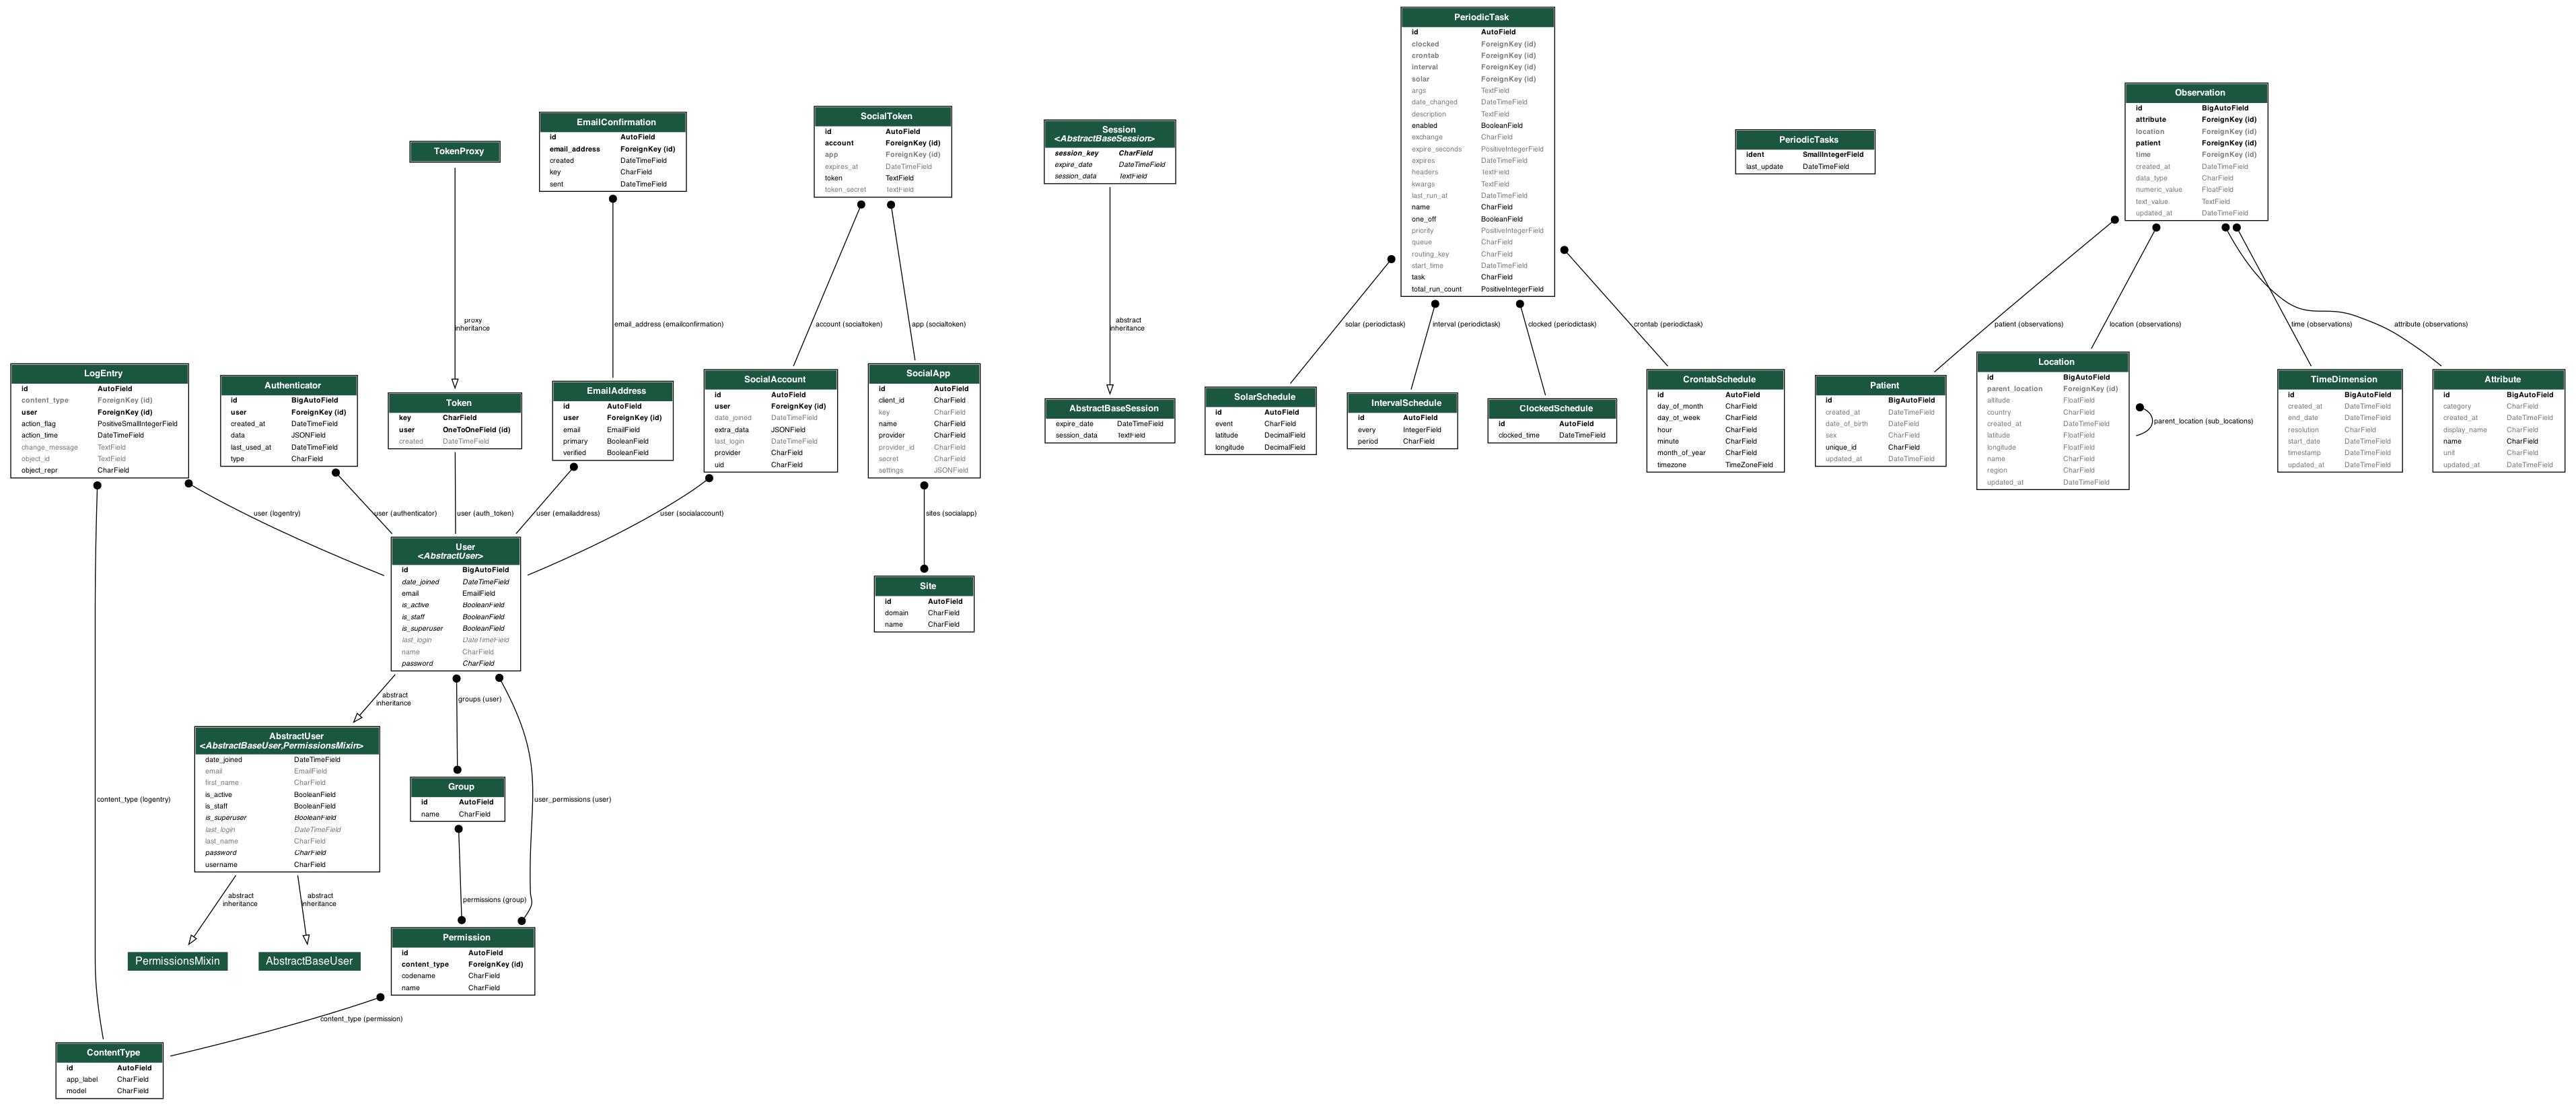 PeriodicTask
id AutoField
clocked ForeignKey (id)
crontab ForeignKey (id)
interval ForeignKey (id)
solar ForeignKey (id)
args TextField
date_changed DateTimeField
description TextField
enabled BooleanField
exchange CharField
expire_seconds PositiveIntegerField
expires DateTimeField
headers TextField
kwargs TextField
last_run_at DateTimeField
name CharField
one_off BooleanField
priority PositiveIntegerField
queue CharField
routing_key CharField
start_time DateTimeField
task CharField
total_run_count PositiveIntegerField
Observation
id BigAutoField
attribute ForeignKey (id)
location ForeignKey (id)
patient ForeignKey (id)
time ForeignKey (id)
created_at DateTimeField
data_type CharField
numeric_value FloatField
text_value TextField
updated_at DateTimeField
SocialToken
id AutoField
account ForeignKey (id)
app ForeignKey (id)
expires_at DateTimeField
token TextField
token_secret TextField
EmailConfirmation
id AutoField
email_address ForeignKey (id)
created DateTimeField
key CharField
sent DateTimeField
Session
<AbstractBaseSession>
session_key CharField
expire_date DateTimeField
session_data TextField
PeriodicTasks
ident SmallIntegerField
last_update DateTimeField
TokenProxy
proxy
inheritance
email_address (emailconfirmation)
account (socialtoken)
app (socialtoken)
abstract
inheritance
solar (periodictask)
interval (periodictask)
clocked (periodictask)
crontab (periodictask)
patient (observations)
location (observations)
time (observations)
attribute (observations)
LogEntry
id AutoField
content_type ForeignKey (id)
user ForeignKey (id)
action_flag PositiveSmallIntegerField
action_time DateTimeField
change_message TextField
object_id TextField
object_repr CharField
Authenticator
id BigAutoField
user ForeignKey (id)
created_at DateTimeField
data JSONField
last_used_at DateTimeField
type CharField
Token
key CharField
user OneToOneField (id)
created DateTimeField
EmailAddress
id AutoField
user ForeignKey (id)
email EmailField
primary BooleanField
verified BooleanField
SocialAccount
id AutoField
user ForeignKey (id)
date_joined DateTimeField
extra_data JSONField
last_login DateTimeField
provider CharField
uid CharField
SocialApp
id AutoField
client_id CharField
key CharField
name CharField
provider CharField
provider_id CharField
secret CharField
settings JSONField
AbstractBaseSession
expire_date DateTimeField
session_data TextField
SolarSchedule
id AutoField
event CharField
latitude DecimalField
longitude DecimalField
IntervalSchedule
id AutoField
every IntegerField
period CharField
ClockedSchedule
id AutoField
clocked_time DateTimeField
CrontabSchedule
id AutoField
day_of_month CharField
day_of_week CharField
hour CharField
minute CharField
month_of_year CharField
timezone TimeZoneField
Patient
id BigAutoField
created_at DateTimeField
date_of_birth DateField
sex CharField
unique_id CharField
updated_at DateTimeField
Location
id BigAutoField
parent_location ForeignKey (id)
altitude FloatField
country CharField
created_at DateTimeField
latitude FloatField
longitude FloatField
name CharField
region CharField
updated_at DateTimeField
parent_location (sub_locations)
TimeDimension
id BigAutoField
created_at DateTimeField
end_date DateTimeField
resolution CharField
start_date DateTimeField
timestamp DateTimeField
updated_at DateTimeField
Attribute
id BigAutoField
category CharField
created_at DateTimeField
display_name CharField
name CharField
unit CharField
updated_at DateTimeField
user (logentry)
user (authenticator)
user (auth_token)
user (emailaddress)
user (socialaccount)
sites (socialapp)
User
<AbstractUser>
id BigAutoField
date_joined DateTimeField
email EmailField
is_active BooleanField
is_staff BooleanField
is_superuser BooleanField
last_login DateTimeField
name CharField
password CharField
Site
id AutoField
domain CharField
name CharField
abstract
inheritance
groups (user)
AbstractUser
<AbstractBaseUser,PermissionsMixin>
date_joined DateTimeField
email EmailField
first_name CharField
is_active BooleanField
is_staff BooleanField
is_superuser BooleanField
last_login DateTimeField
last_name CharField
password CharField
username CharField
Group
id AutoField
name CharField
content_type (logentry)
user_permissions (user)
abstract
inheritance
abstract
inheritance
permissions (group)
PermissionsMixin
AbstractBaseUser
Permission
id AutoField
content_type ForeignKey (id)
codename CharField
name CharField
content_type (permission)
ContentType
id AutoField
app_label CharField
model CharField